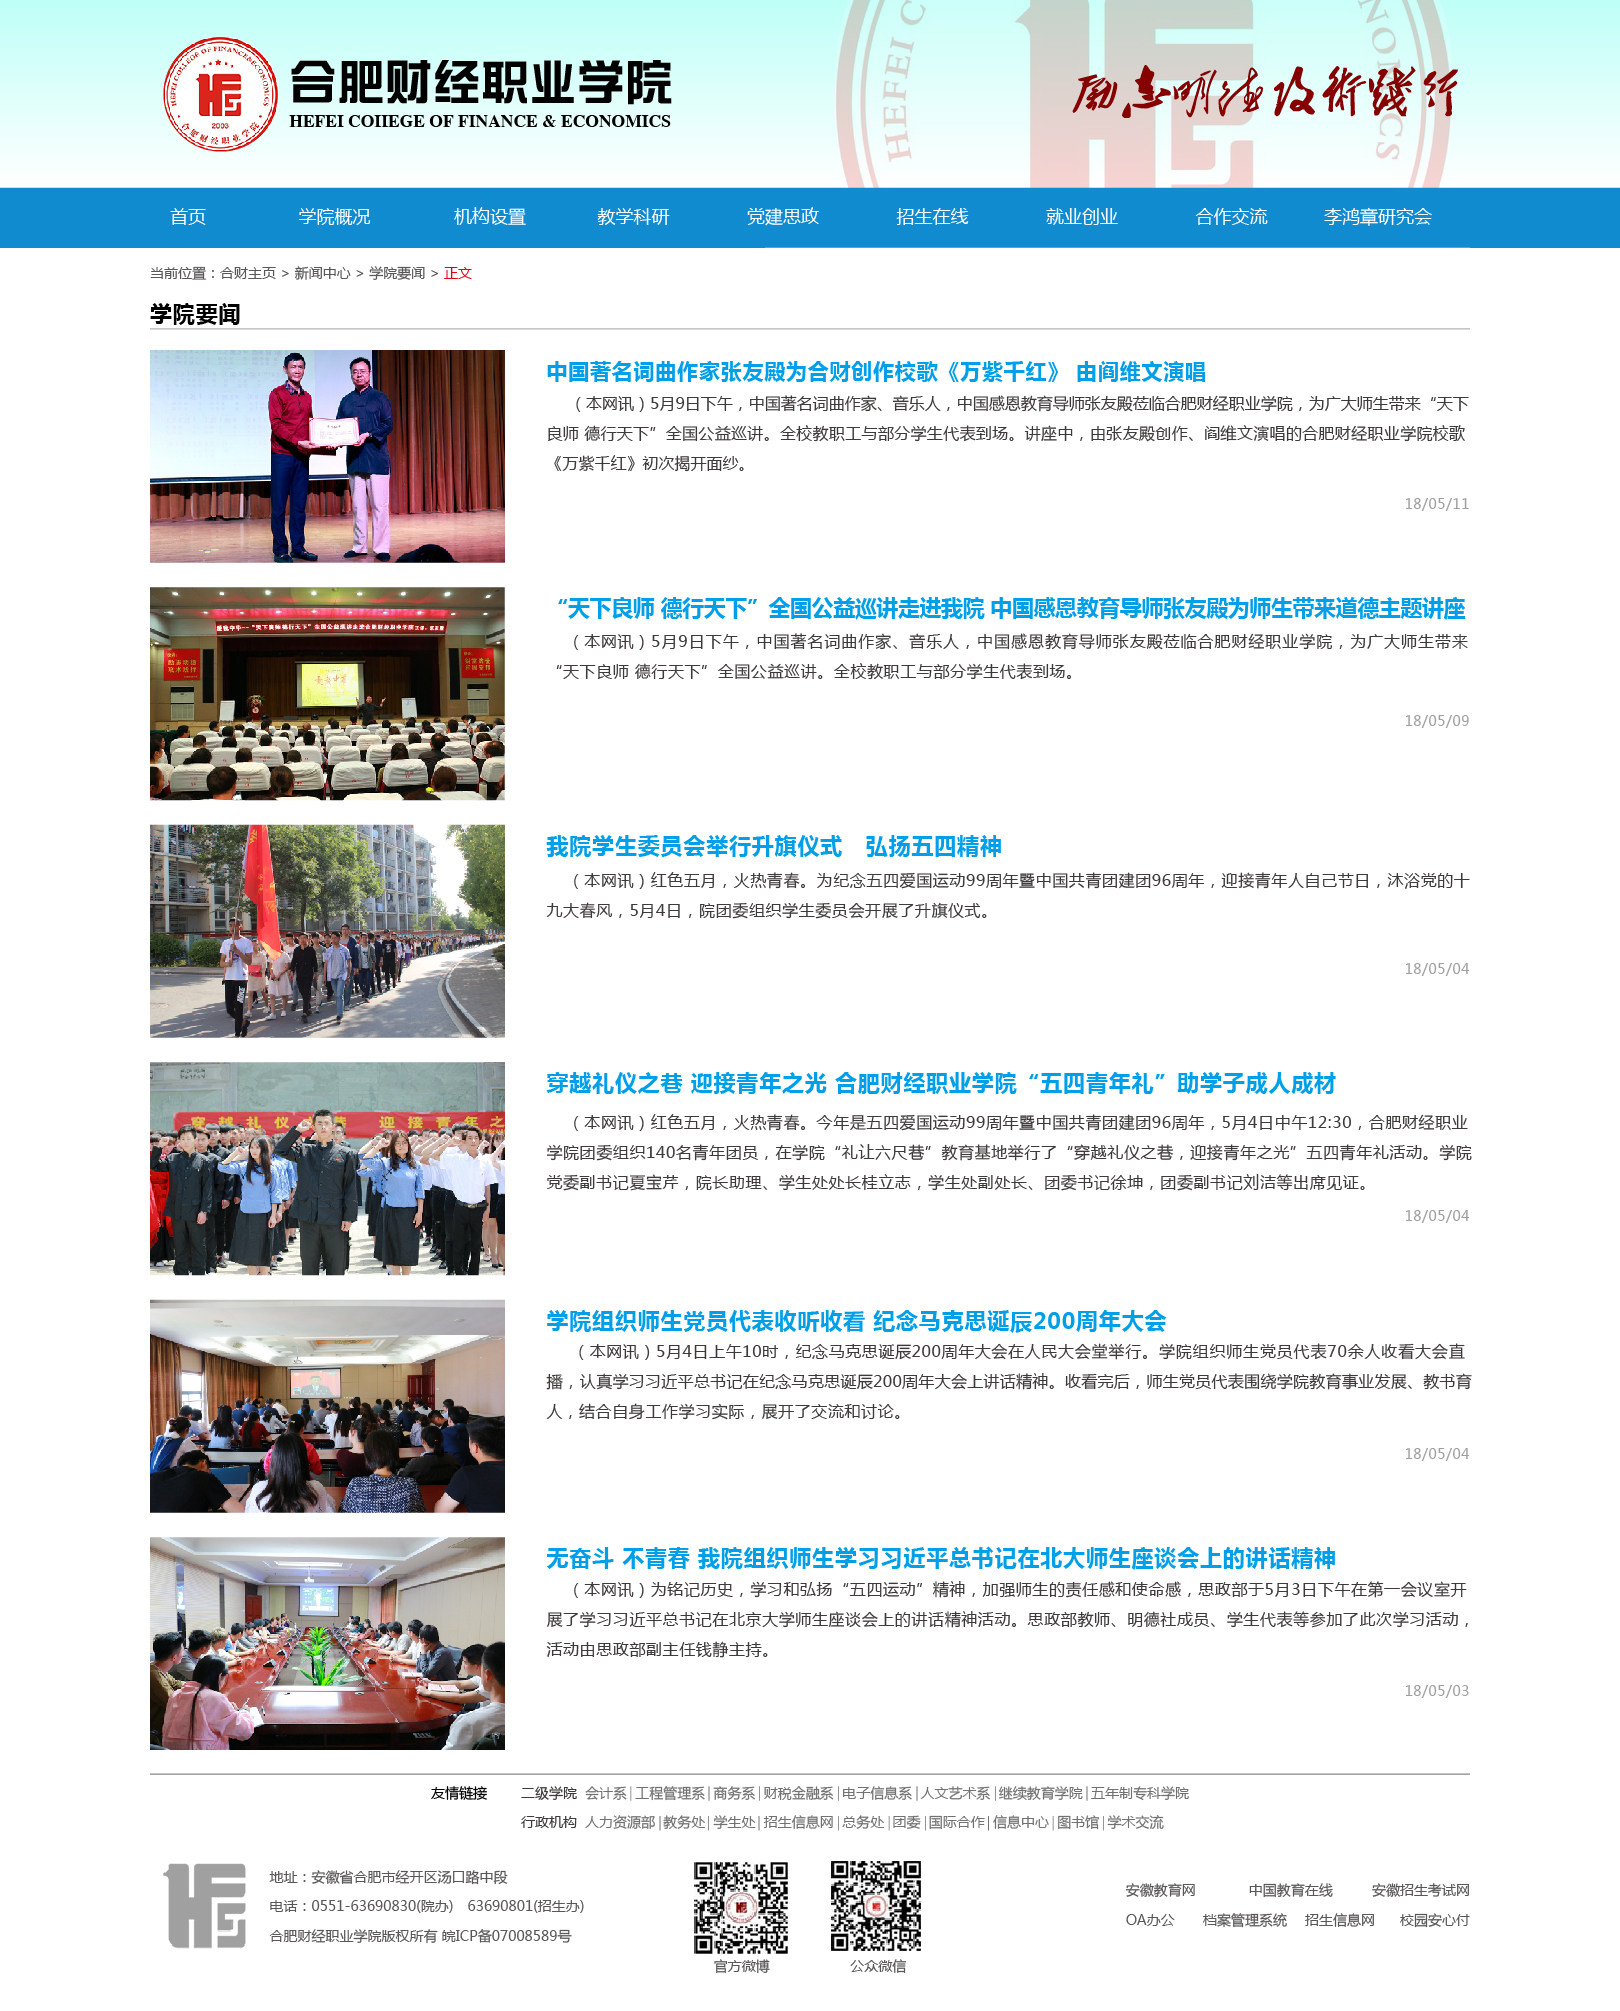 合肥财经职业学院
HEFEI COllEGE OF FINANCE & ECONOMICS
励志明德 技術践行
首页 学院概况 机构设置 教学科研 党建思政 招生在线 就业创业 合作交流 李鸿章研究会
当前位置：合财主页 > 新闻中心 > 学院要闻 > 正文
学院要闻
中国著名词曲作家张友殿为合财创作校歌《万紫千红》 由阎维文演唱
（本网讯）5月9日下午，中国著名词曲作家、音乐人，中国感恩教育导师张友殿莅临合肥财经职业学院，为广大师生带来“天下
良师 德行天下”全国公益巡讲。全校教职工与部分学生代表到场。讲座中，由张友殿创作、阎维文演唱的合肥财经职业学院校歌
《万紫千红》初次揭开面纱。
18/05/11
“天下良师 德行天下”全国公益巡讲走进我院 中国感恩教育导师张友殿为师生带来道德主题讲座
（本网讯）5月9日下午，中国著名词曲作家、音乐人，中国感恩教育导师张友殿莅临合肥财经职业学院，为广大师生带来
“天下良师 德行天下”全国公益巡讲。全校教职工与部分学生代表到场。
18/05/09
我院学生委员会举行升旗仪式 弘扬五四精神
（本网讯）红色五月，火热青春。为纪念五四爱国运动99周年暨中国共青团建团96周年，迎接青年人自己节日，沐浴党的十
九大春风，5月4日，院团委组织学生委员会开展了升旗仪式。
18/05/04
穿越礼仪之巷 迎接青年之光 合肥财经职业学院“五四青年礼”助学子成人成材
（本网讯）红色五月，火热青春。今年是五四爱国运动99周年暨中国共青团建团96周年，5月4日中午12:30，合肥财经职业
学院团委组织140名青年团员，在学院“礼让六尺巷”教育基地举行了“穿越礼仪之巷，迎接青年之光”五四青年礼活动。学院
党委副书记夏宝芹，院长助理、学生处处长桂立志，学生处副处长、团委书记徐坤，团委副书记刘洁等出席见证。
18/05/04
学院组织师生党员代表收听收看 纪念马克思诞辰200周年大会
（本网讯）5月4日上午10时，纪念马克思诞辰200周年大会在人民大会堂举行。学院组织师生党员代表70余人收看大会直
播，认真学习习近平总书记在纪念马克思诞辰200周年大会上讲话精神。收看完后，师生党员代表围绕学院教育事业发展、教书育
人，结合自身工作学习实际，展开了交流和讨论。
18/05/04
无奋斗 不青春 我院组织师生学习习近平总书记在北大师生座谈会上的讲话精神
（本网讯）为铭记历史，学习和弘扬“五四运动”精神，加强师生的责任感和使命感，思政部于5月3日下午在第一会议室开
展了学习习近平总书记在北京大学师生座谈会上的讲话精神活动。思政部教师、明德社成员、学生代表等参加了此次学习活动，
活动由思政部副主任钱静主持。
18/05/03
友情链接 二级学院 会计系|工程管理系|商务系|财税金融系|电子信息系|人文艺术系|继续教育学院|五年制专科学院
行政机构 人力资源部|教务处|学生处|招生信息网|总务处|团委|国际合作|信息中心|图书馆|学术交流
地址：安徽省合肥市经开区汤口路中段
电话：0551-63690830(院办) 63690801(招生办)
合肥财经职业学院版权所有 皖ICP备07008589号
官方微博 公众微信
安徽教育网 中国教育在线 安徽招生考试网
OA办公 档案管理系统 招生信息网 校园安心付